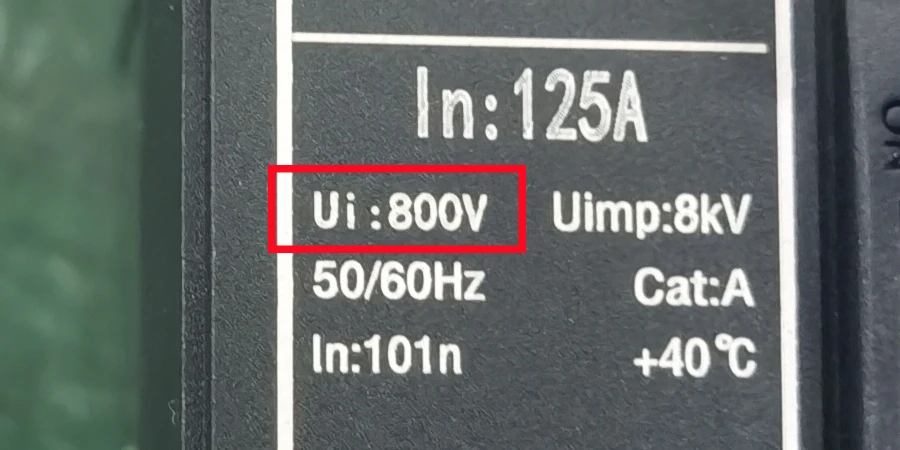 In:125A
Ui:800V Uimp:8kV
50/60Hz Cat:A
In:101n +40℃